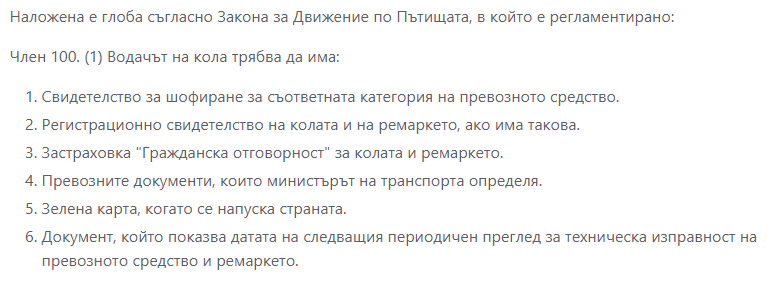 Наложена е глоба съгласно Закона за Движение по Пътищата, в който е регламентирано:
Член 100. (1) Водачът на кола трябва да има:
1. Свидетелство за шофиране за съответната категория на превозното средство.
2. Регистрационно свидетелство на колата и на ремаркето, ако има такова.
3. Застраховка "Гражданска отговорност" за колата и ремаркето.
4. Превозните документи, които министърът на транспорта определя.
5. Зелена карта, когато се напуска страната.
6. Документ, който показва датата на следващия периодичен преглед за техническа изправност на
превозното средство и ремаркето.